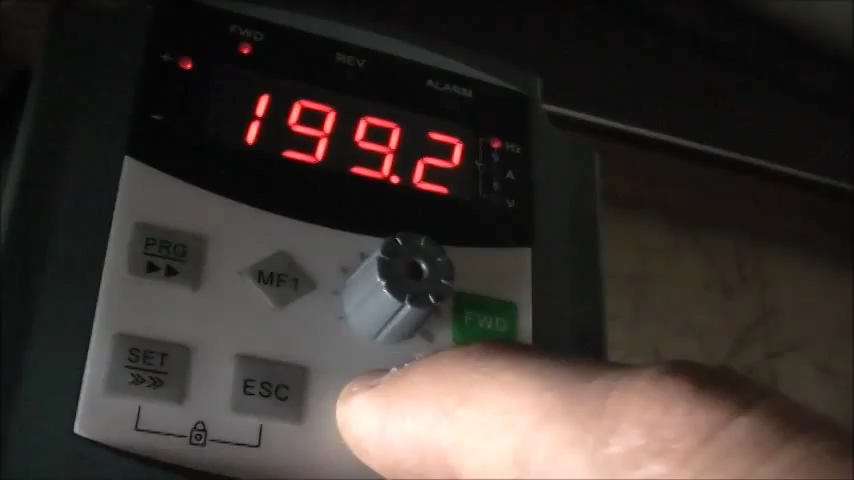 FWD
REV
ALARM
+
-
199.2
Hz
A
V
PRG
MF1
FWD
SET
ESC